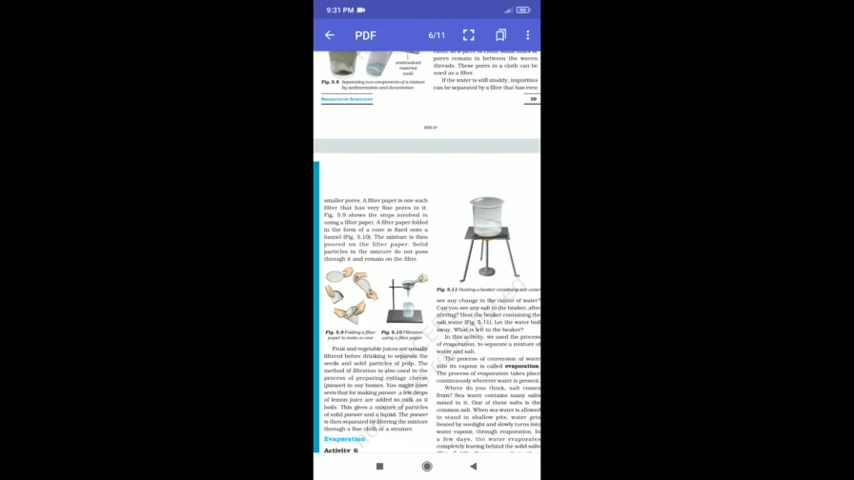 9:31 PM
PDF
6/11
undissolved
material
(soil)
Fig. 5.8 Separating two components of a mixture
by sedimentation and decantation
pores remain in between the woven
threads. These pores in a cloth can be
used as a filter.
If the water is still muddy, impurities
can be separated by a filter that has even
39
2020-21
smaller pores. A filter paper is one such
filter that has very fine pores in it.
Fig. 5.9 shows the steps involved in
using a filter paper. A filter paper folded
in the form of a cone is fixed onto a
funnel (Fig. 5.10). The mixture is then
poured on the filter paper. Solid
particles in the mixture do not pass
through it and remain on the filter.
Fig. 5.9 Folding a filter
paper to make a cone
Fig. 5.10 Filtration
using a filter paper
Fruit and vegetable juices are usually
filtered before drinking to separate the
seeds and solid particles of pulp. The
method of filtration is also used in the
process of preparing cottage cheese
(paneer) in our homes. You might have
seen that for making paneer, a few drops
of lemon juice are added to milk as it
boils. This gives a mixture of particles
of solid paneer and a liquid. The paneer
is then separated by filtering the mixture
through a fine cloth or a strainer.
Evaporation
Activity 6
Fig. 5.11 Heating a beaker containing salt water
see any change in the colour of water?
Can you see any salt in the beaker, after
stirring? Heat the beaker containing the
salt water (Fig. 5.11). Let the water boil
away. What is left in the beaker?
In this activity, we used the process
of evaporation, to separate a mixture of
water and salt.
The process of conversion of water
into its vapour is called evaporation.
The process of evaporation takes place
continuously wherever water is present.
Where do you think, salt comes
from? Sea water contains many salts
mixed in it. One of these salts is the
common salt. When sea water is allowed
to stand in shallow pits, water gets
heated by sunlight and slowly turns into
water vapour, through evaporation. In
a few days, the water evaporates
completely leaving behind the solid salts